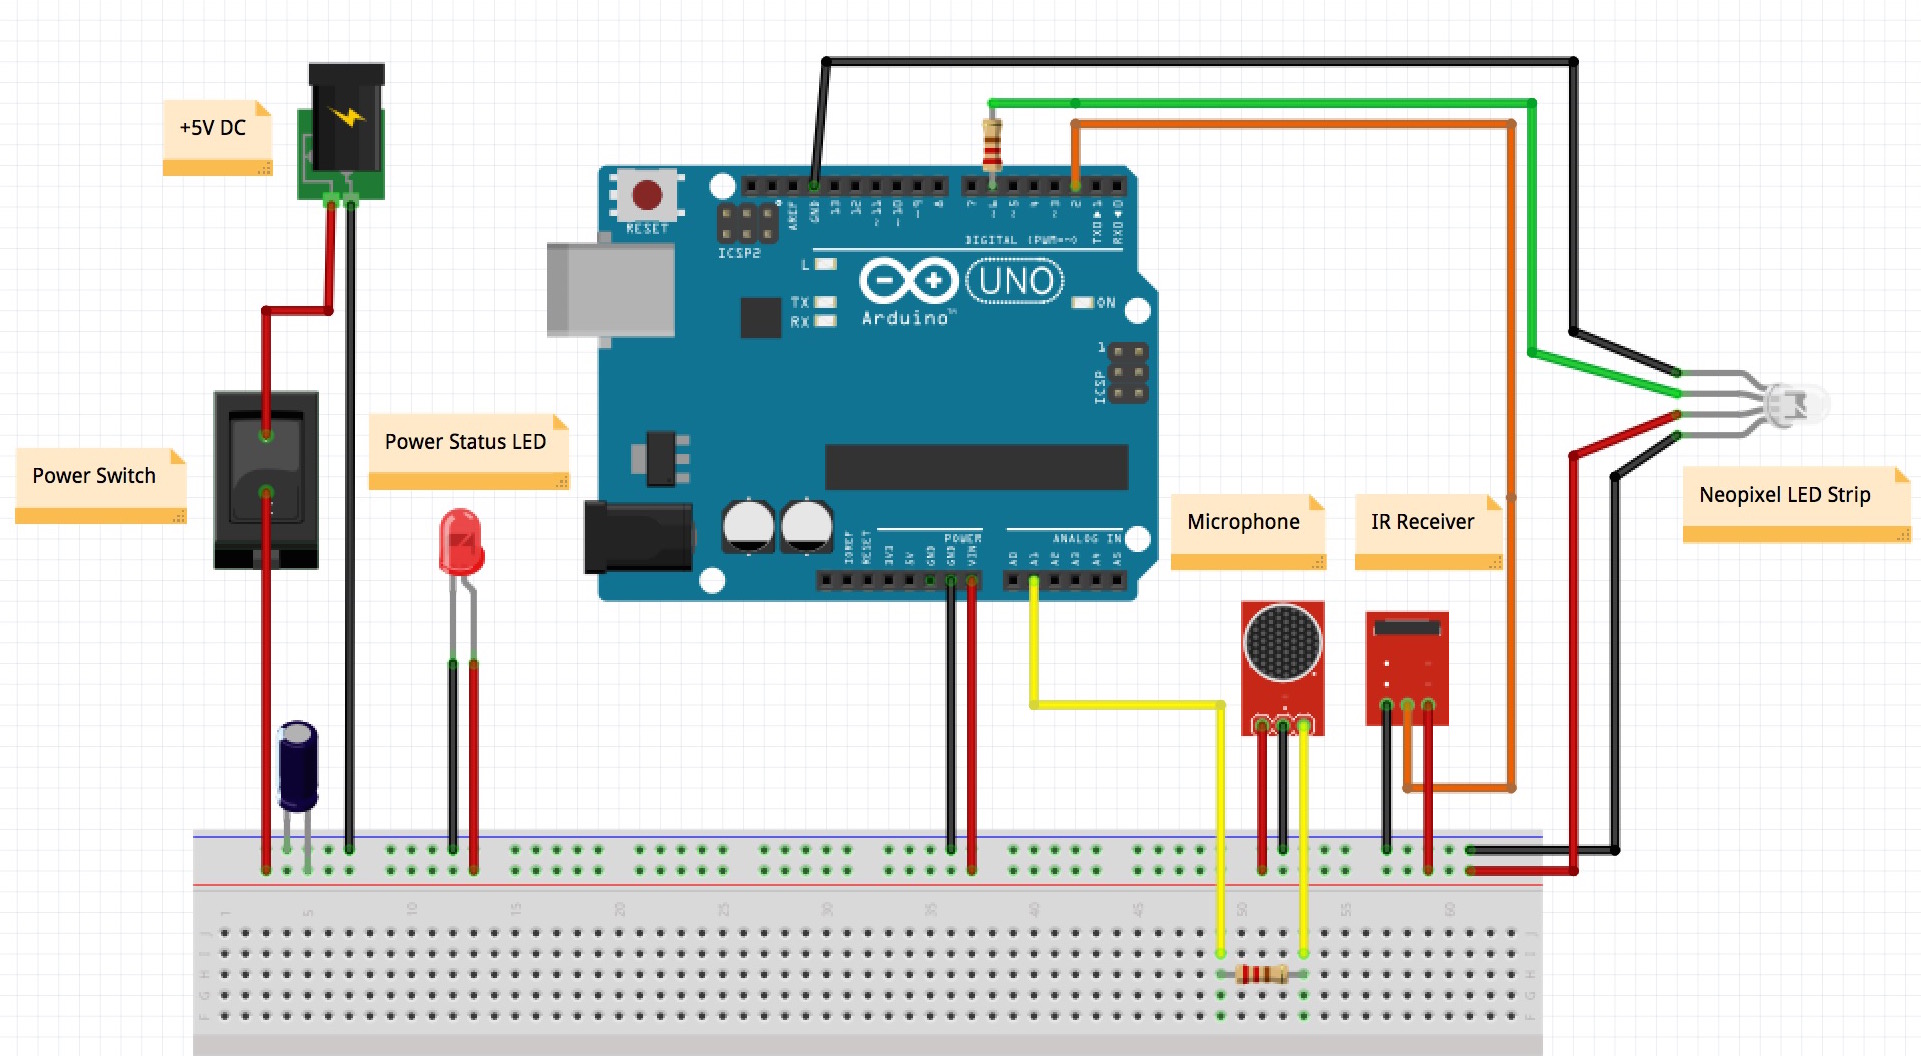 +5V DC
Power Switch
Power Status LED
Microphone
IR Receiver
Neopixel LED Strip
RESET
ICSP2
AREF
GND
13
12
~11
~10
~9
8
7
~6
~5
4
~3
2
TXD▶1
RXD◀0
DIGITAL (PWM=~)
L
TX
RX
UNO
Arduino™
ON
1
ICSP
IOREF
RESET
3V3
5V
GND
GND
VIN
POWER
ANALOG IN
A0
A1
A2
A3
A4
A5
1
5
10
15
20
25
30
35
40
45
50
55
60
J
I
H
G
F
J
I
H
G
F